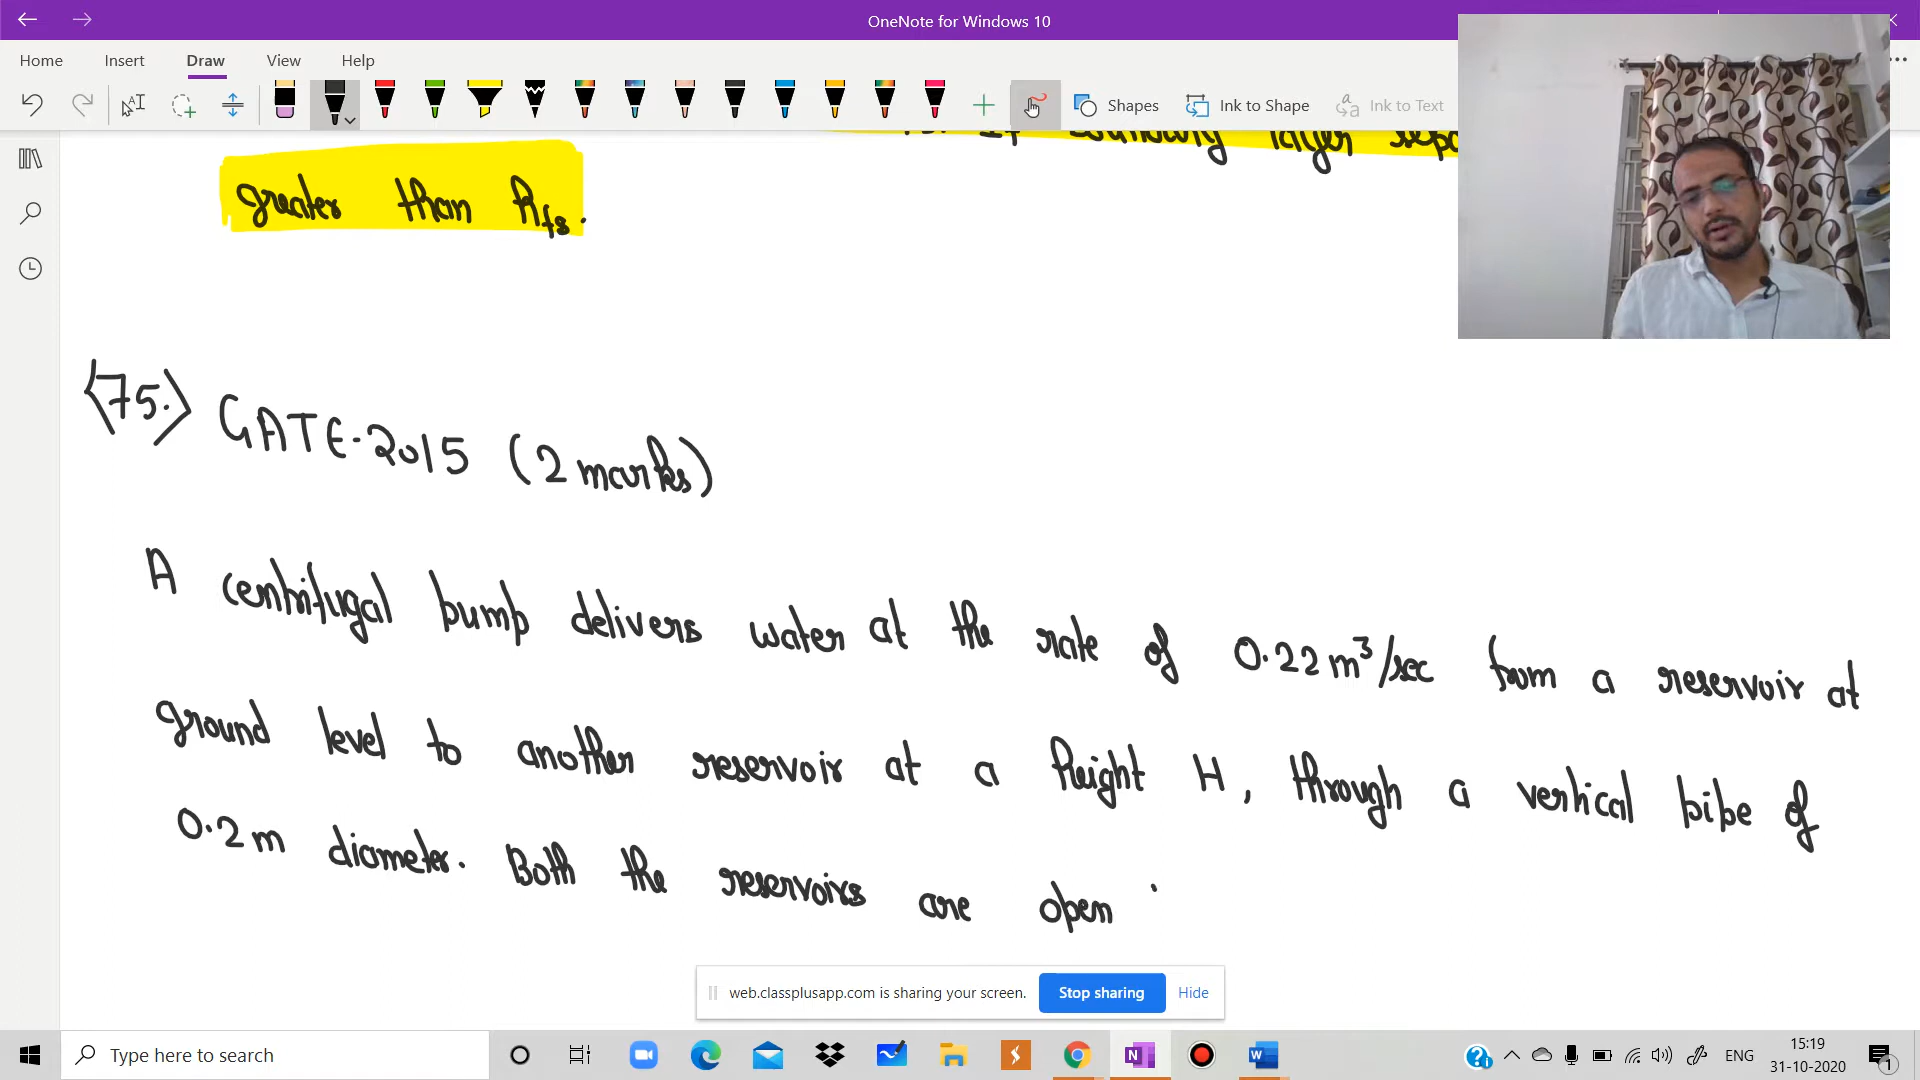 OneNote for Windows 10
Home Insert Draw View Help
Shapes Ink to Shape Ink to Text
larger
greater than Rfs.
<75.> GATE-2015 (2 marks)
A centrifugal pump delivers water at the rate of 0.22 m³/sec from a reservoir at
ground level to another reservoir at a height H, through a vertical pipe of
0.2 m diameter. Both the reservoirs are open
web.classplusapp.com is sharing your screen. Stop sharing Hide
Type here to search
ENG
15:19
31-10-2020
1